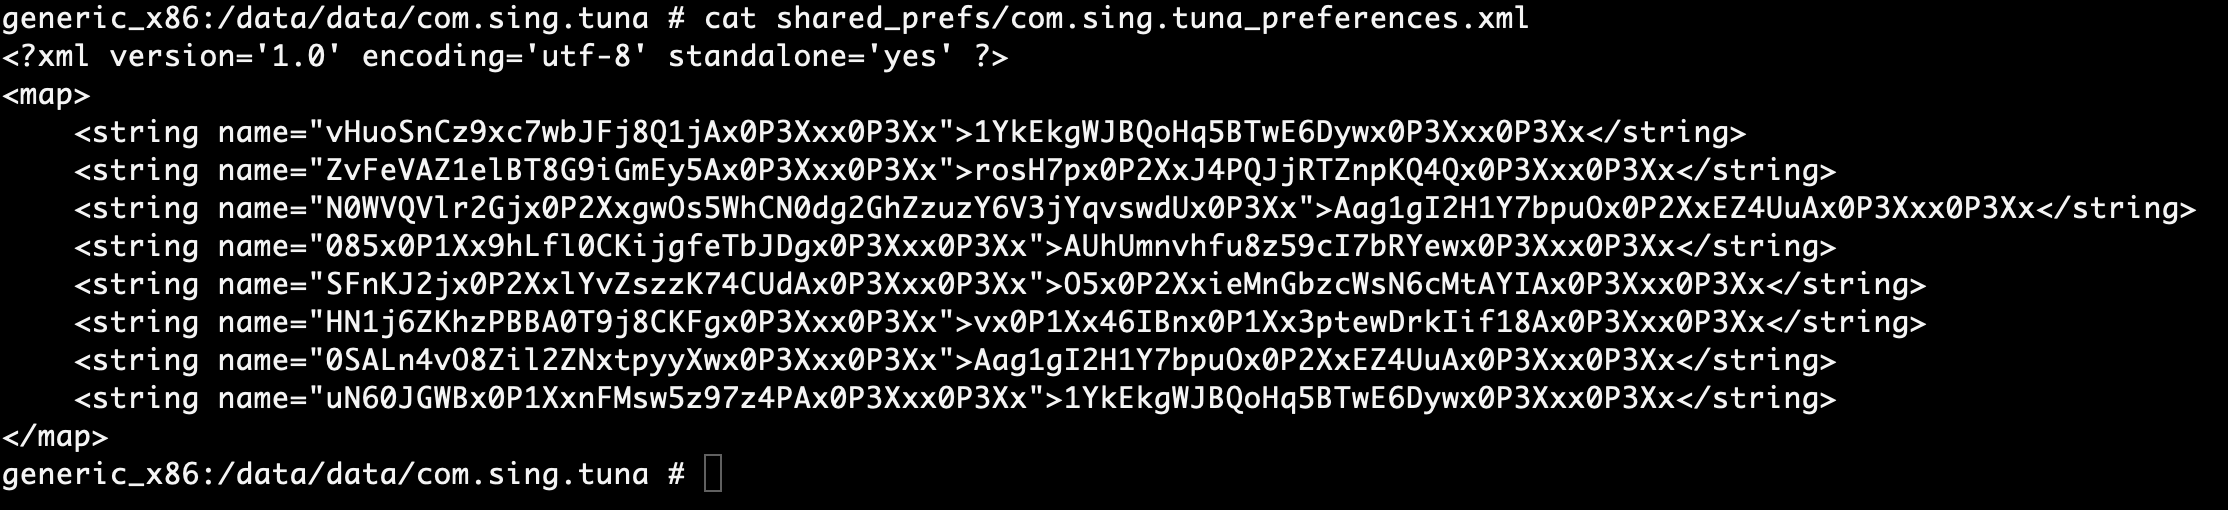 generic_x86:/data/data/com.sing.tuna # cat shared_prefs/com.sing.tuna_preferences.xml
<?xml version='1.0' encoding='utf-8' standalone='yes' ?>
<map>
    <string name="vHuoSnCz9xc7wbJFj8Q1jAx0P3Xxx0P3Xx">1YkEkgWJBQoHq5BTwE6Dywx0P3Xxx0P3Xx</string>
    <string name="ZvFeVAZ1elBT8G9iGmEy5Ax0P3Xxx0P3Xx">rosH7px0P2XxJ4PQJjRTZnpKQ4Qx0P3Xxx0P3Xx</string>
    <string name="N0WVQVlr2Gjx0P2XxgwOs5WhCN0dg2GhZzuzY6V3jYqvswdUx0P3Xx">Aag1gI2H1Y7bpuOx0P2XxEZ4UuAx0P3Xxx0P3Xx</string>
    <string name="085x0P1Xx9hLfl0CKijgfeTbJDgx0P3Xxx0P3Xx">AUhUmnvhfu8z59cI7bRYewx0P3Xxx0P3Xx</string>
    <string name="SFnKJ2jx0P2XxlYvZszzK74CUdAx0P3Xxx0P3Xx">O5x0P2XxieMnGbzcWsN6cMtAYIAx0P3Xxx0P3Xx</string>
    <string name="HN1j6ZKhzPBBA0T9j8CKFgx0P3Xxx0P3Xx">vx0P1Xx46IBnx0P1Xx3ptewDrkIif18Ax0P3Xxx0P3Xx</string>
    <string name="0SALn4vO8Zil2ZNxtpyyXwx0P3Xxx0P3Xx">Aag1gI2H1Y7bpuOx0P2XxEZ4UuAx0P3Xxx0P3Xx</string>
    <string name="uN60JGWBx0P1XxnFMsw5z97z4PAx0P3Xxx0P3Xx">1YkEkgWJBQoHq5BTwE6Dywx0P3Xxx0P3Xx</string>
</map>
generic_x86:/data/data/com.sing.tuna #